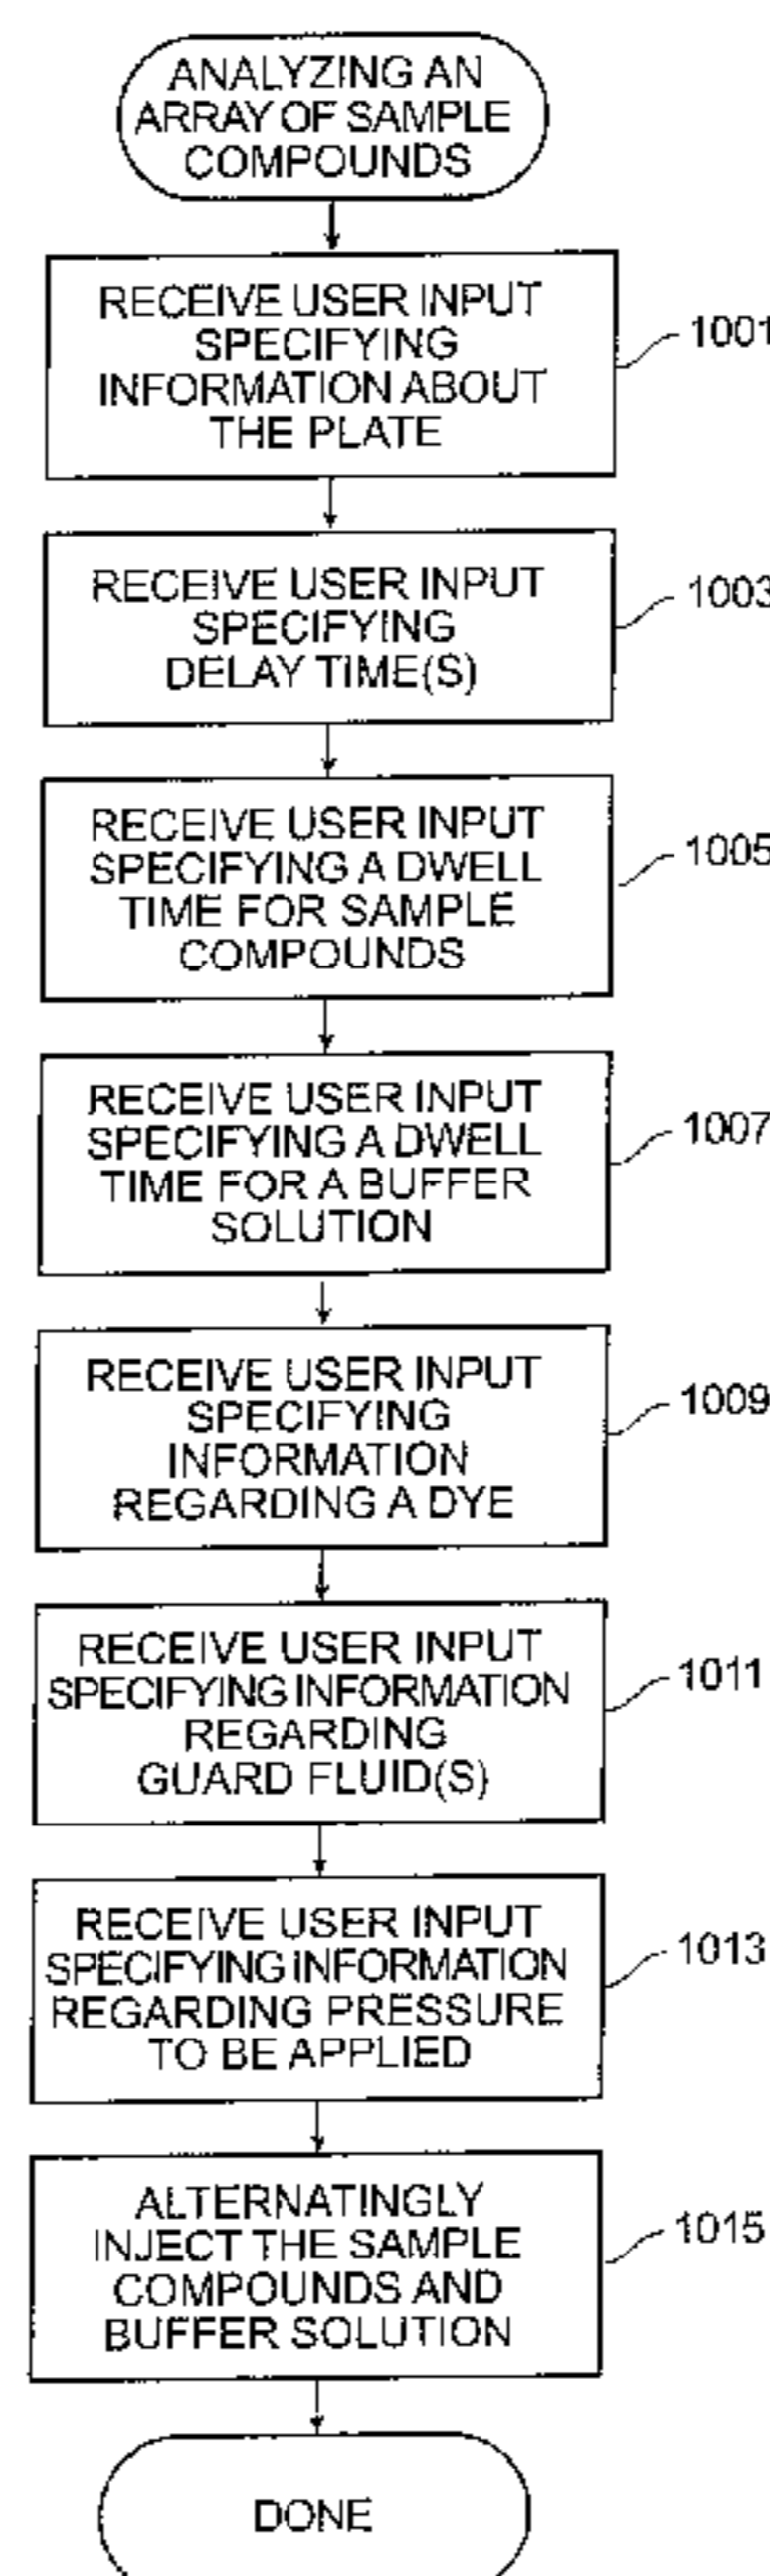 ANALYZING AN
ARRAY OF SAMPLE
COMPOUNDS
RECEIVE USER INPUT
SPECIFYING
INFORMATION ABOUT
THE PLATE
1001
RECEIVE USER INPUT
SPECIFYING
DELAY TIME(S)
1003
RECEIVE USER INPUT
SPECIFYING A DWELL
TIME FOR SAMPLE
COMPOUNDS
1005
RECEIVE USER INPUT
SPECIFYING A DWELL
TIME FOR A BUFFER
SOLUTION
1007
RECEIVE USER INPUT
SPECIFYING
INFORMATION
REGARDING A DYE
1009
RECEIVE USER INPUT
SPECIFYING INFORMATION
REGARDING
GUARD FLUID(S)
1011
RECEIVE USER INPUT
SPECIFYING INFORMATION
REGARDING PRESSURE
TO BE APPLIED
1013
ALTERNATINGLY
INJECT THE SAMPLE
COMPOUNDS AND
BUFFER SOLUTION
1015
DONE